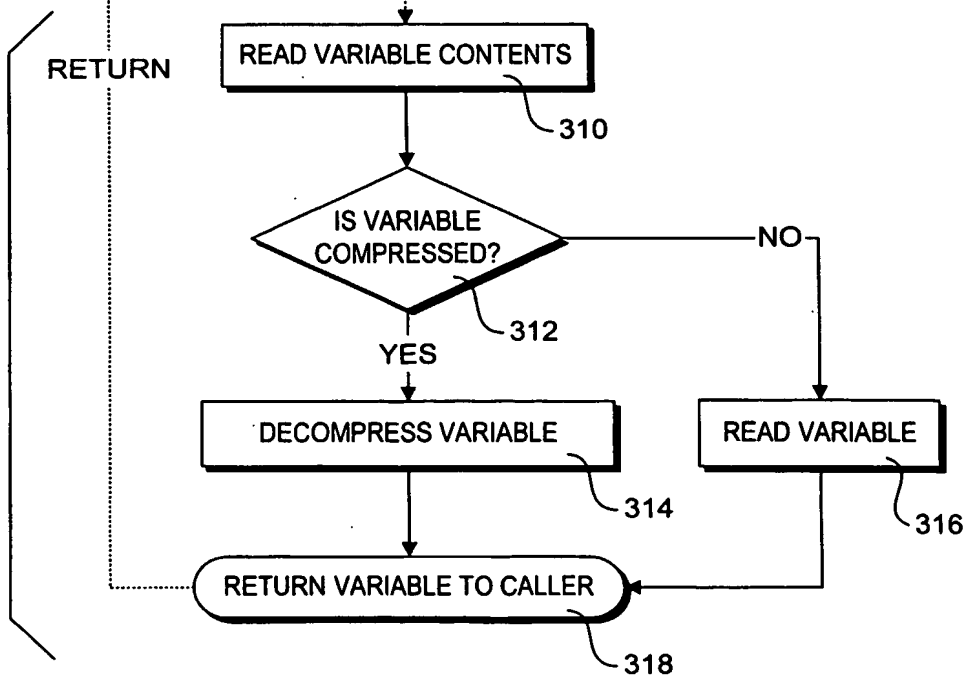 READ VARIABLE CONTENTS
RETURN
310
IS VARIABLE
COMPRESSED?
NO
312
YES
DECOMPRESS VARIABLE
READ VARIABLE
314
316
RETURN VARIABLE TO CALLER
318